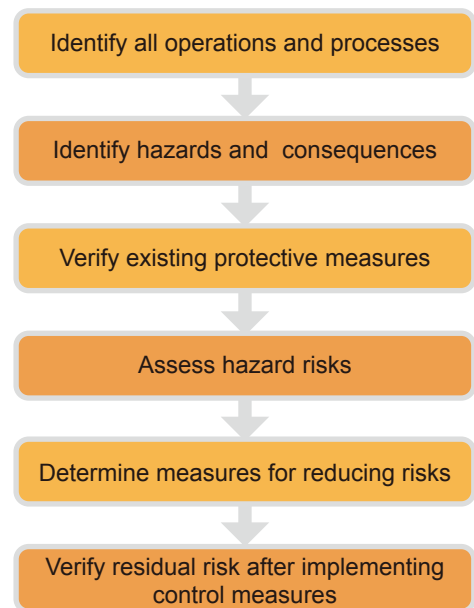 Identify all operations and processes
Identify hazards and consequences
Verify existing protective measures
Assess hazard risks
Determine measures for reducing risks
Verify residual risk after implementing
control measures